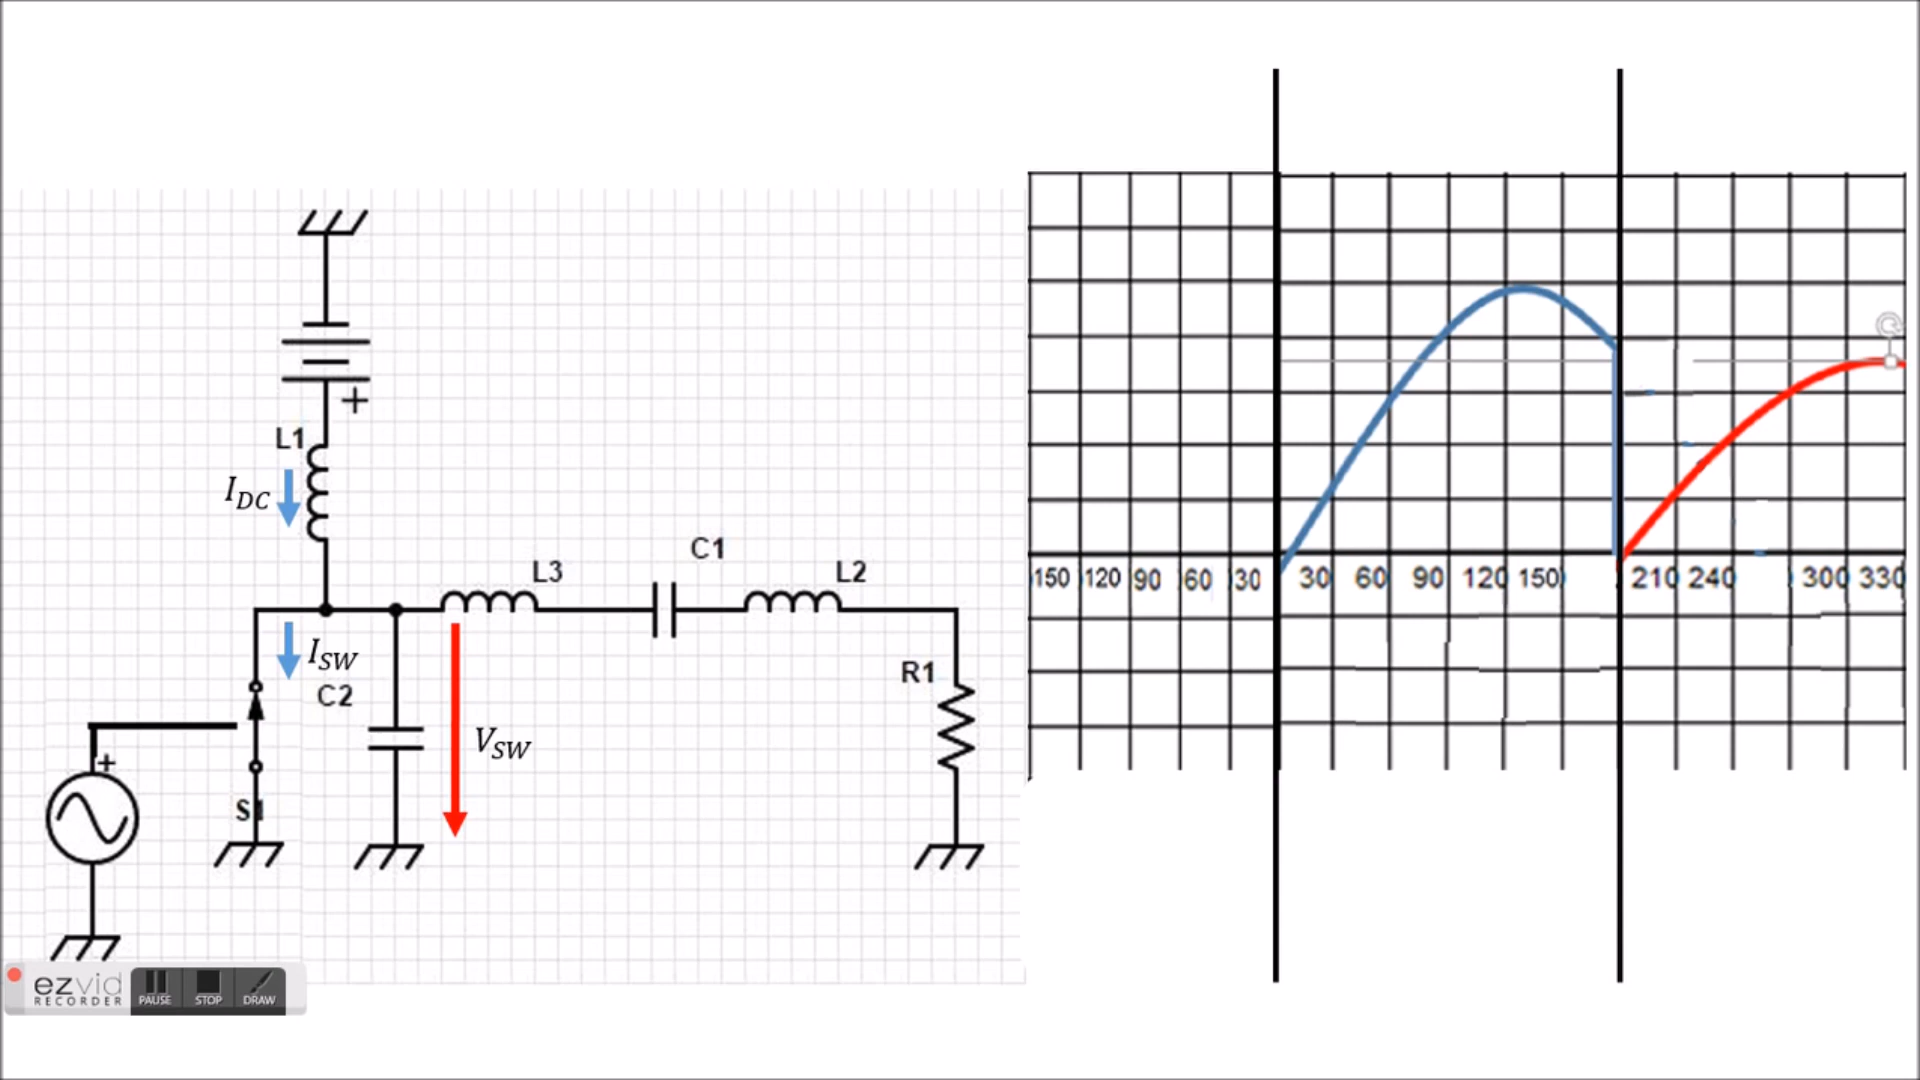 +
L1
I_DC
C1
L3
L2
I_SW
C2
R1
V_SW
+
S1
150 120 90 60 30 30 60 90 120 150 210 240 300 330
ezvid
RECORDER
PAUSE STOP DRAW